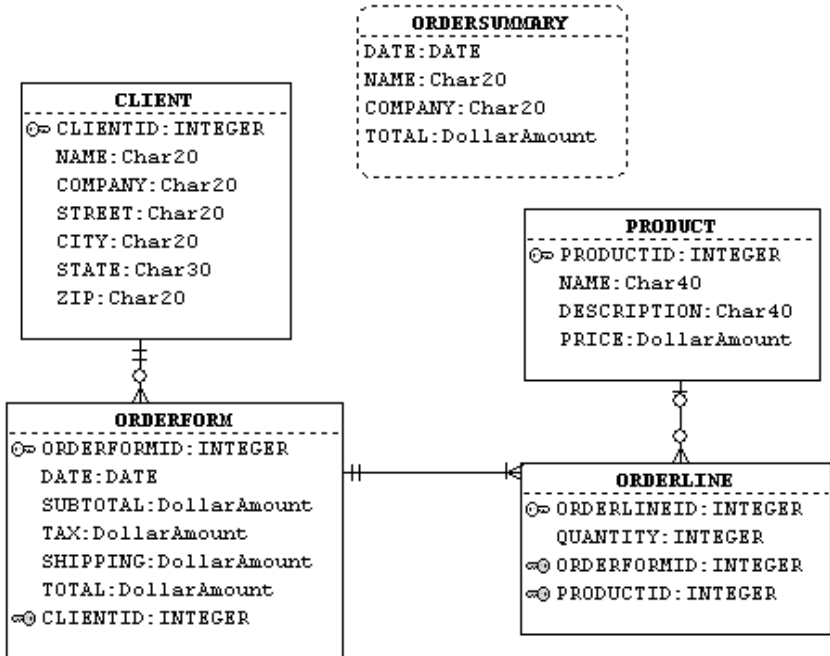 ORDERSUMMARY
DATE:DATE
NAME:Char20
COMPANY:Char20
TOTAL:DollarAmount
CLIENT
CLIENTID:INTEGER
NAME:Char20
COMPANY:Char20
STREET:Char20
CITY:Char20
STATE:Char30
ZIP:Char20
PRODUCT
PRODUCTID:INTEGER
NAME:Char40
DESCRIPTION:Char40
PRICE:DollarAmount
ORDERFORM
ORDERFORMID:INTEGER
DATE:DATE
SUBTOTAL:DollarAmount
TAX:DollarAmount
SHIPPING:DollarAmount
TOTAL:DollarAmount
CLIENTID:INTEGER
ORDERLINE
ORDERLINEID:INTEGER
QUANTITY:INTEGER
ORDERFORMID:INTEGER
PRODUCTID:INTEGER